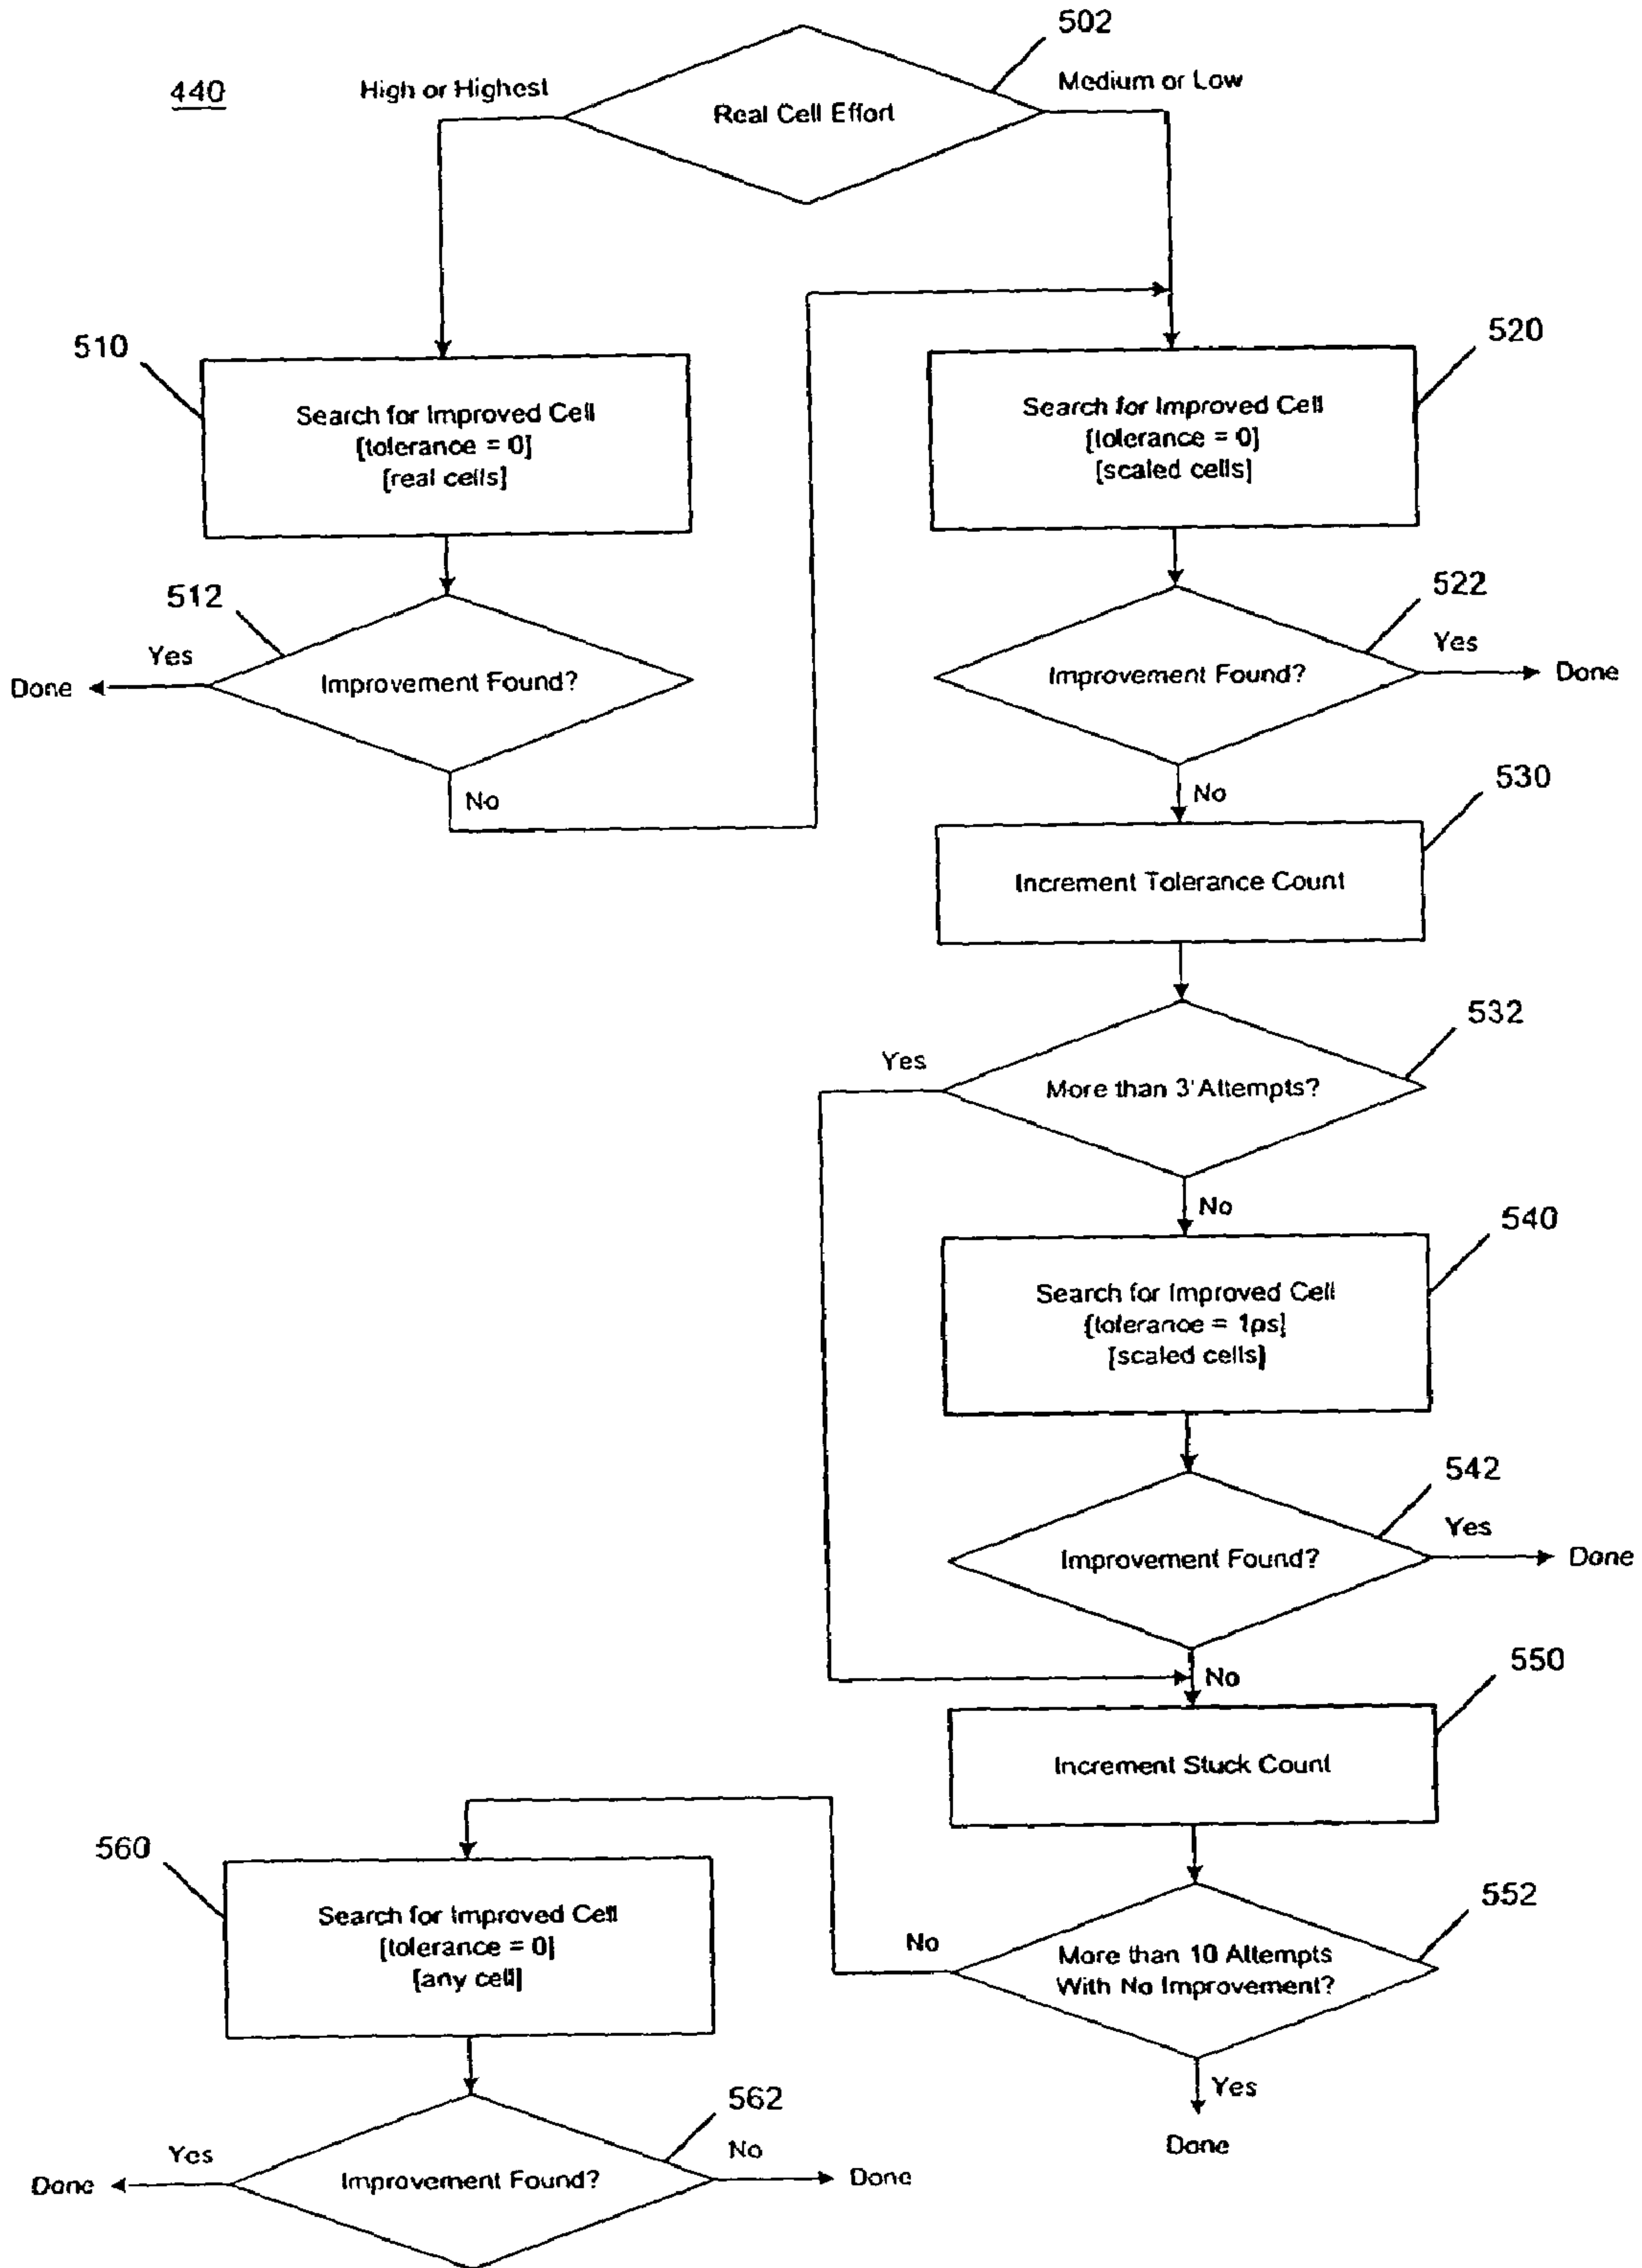 440
502
High or Highest
Medium or Low
Real Cell Effort
510
Search for Improved Cell
[tolerance = 0]
[real cells]
520
Search for Improved Cell
[tolerance = 0]
[scaled cells]
512
Yes
Done
Improvement Found?
No
522
Improvement Found?
Yes
Done
No
530
Increment Tolerance Count
532
Yes
More than 3 Attempts?
No
540
Search for Improved Cell
[tolerance = 1ps]
[scaled cells]
542
Improvement Found?
Yes
Done
No
550
Increment Stuck Count
552
No
More than 10 Attempts
With No Improvement?
Yes
Done
560
Search for Improved Cell
[tolerance = 0]
[any cell]
562
Yes
Done
Improvement Found?
No
Done